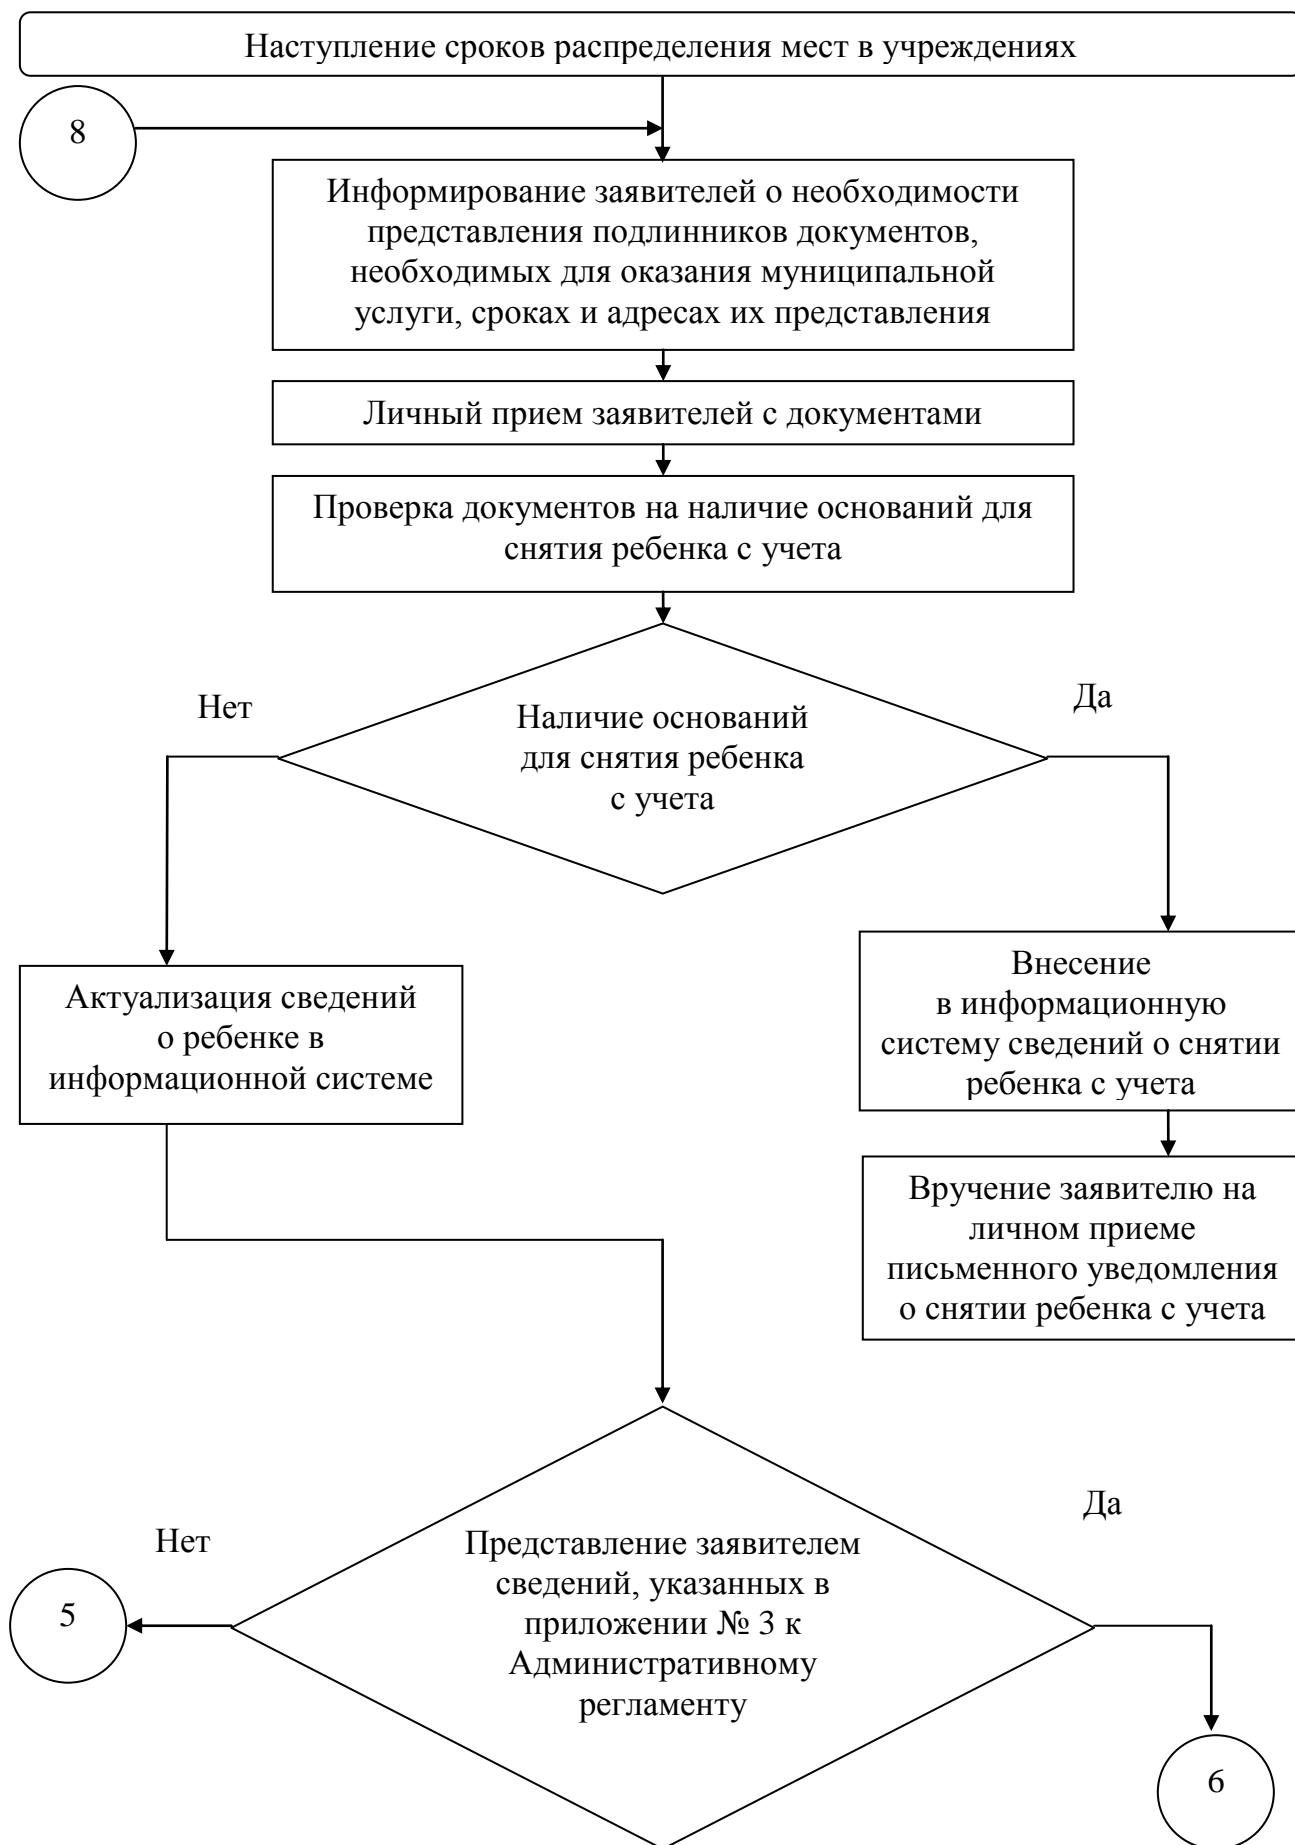 Наступление сроков распределения мест в учреждениях
8
Информирование заявителей о необходимости
представления подлинников документов,
необходимых для оказания муниципальной
услуги, сроках и адресах их представления
Личный прием заявителей с документами
Проверка документов на наличие оснований для
снятия ребенка с учета
Нет
Да
Наличие оснований
для снятия ребенка
с учета
Актуализация сведений
о ребенке в
информационной системе
Внесение
в информационную
систему сведений о снятии
ребенка с учета
Вручение заявителю на
личном приеме
письменного уведомления
о снятии ребенка с учета
Нет
Да
Представление заявителем
сведений, указанных в
приложении № 3 к
Административному
регламенту
5
6